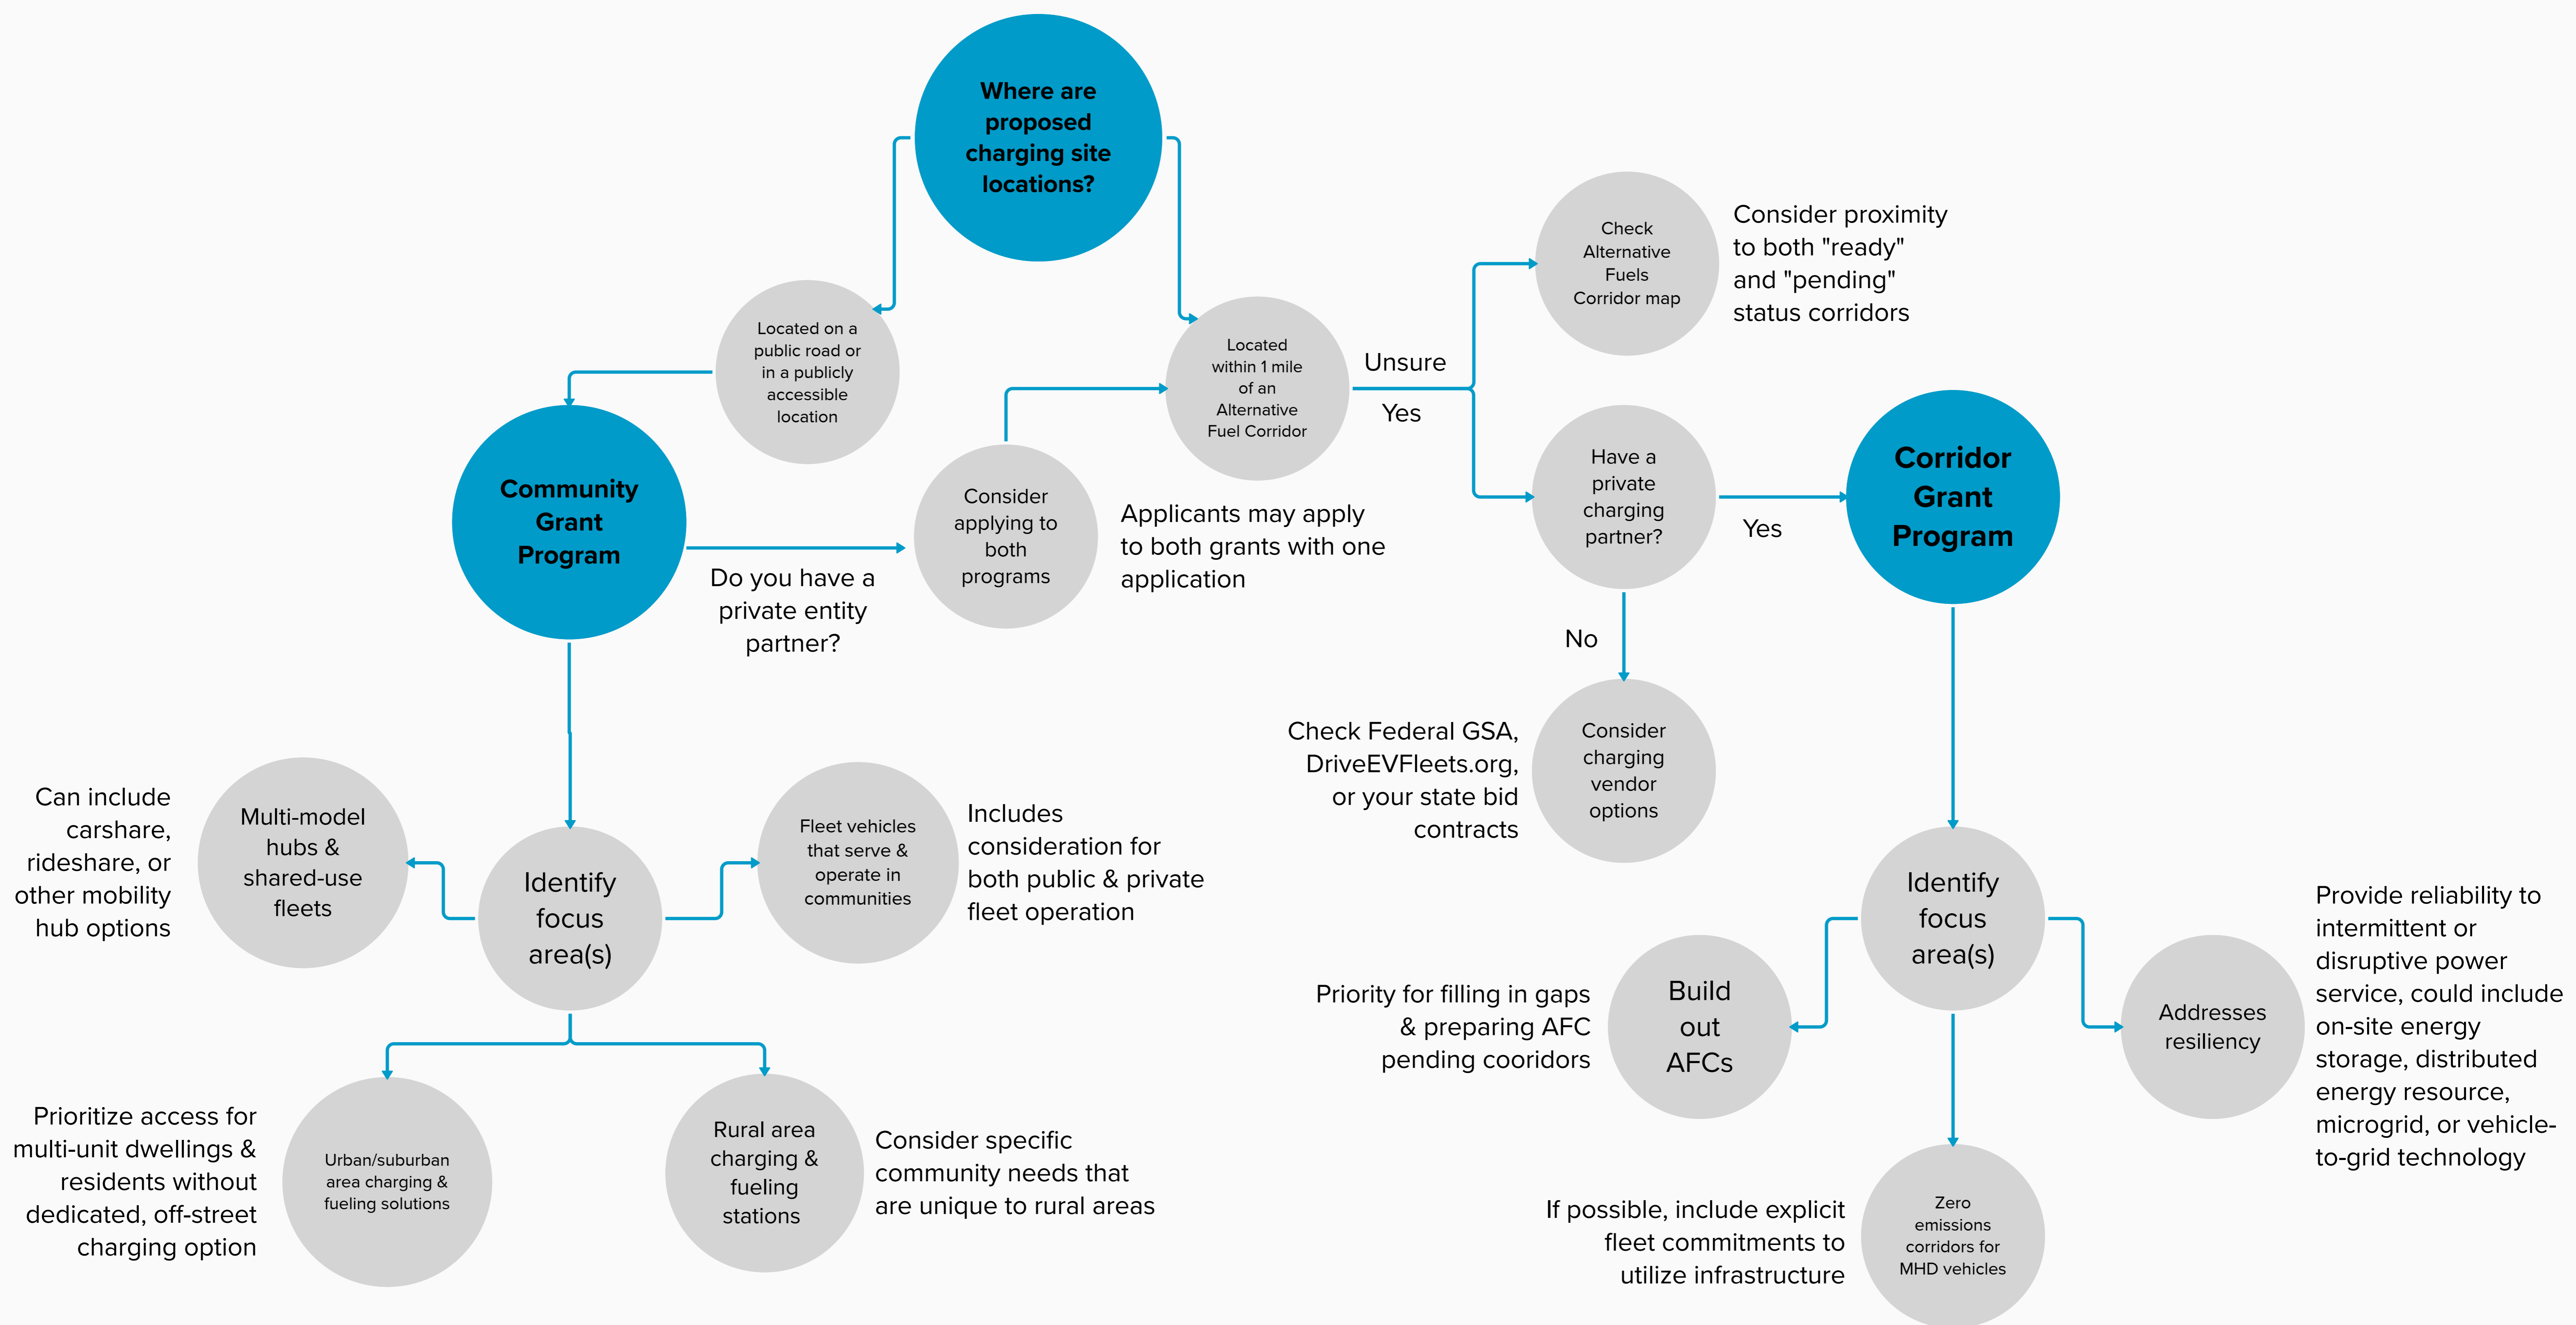 Where are
proposed
charging site
locations?
Check
Alternative
Fuels
Corridor map
Consider proximity
to both "ready"
and "pending"
status corridors
Located on a
public road or
in a publicly
accessible
location
Located
within 1 mile
of an
Alternative
Fuel Corridor
Unsure
Yes
Community
Grant
Program
Do you have a
private entity
partner?
Consider
applying to
both
programs
Applicants may apply
to both grants with one
application
Have a
private
charging
partner?
Yes
Corridor
Grant
Program
No
Check Federal GSA,
DriveEVFleets.org,
or your state bid
contracts
Consider
charging
vendor
options
Can include
carshare,
rideshare, or
other mobility
hub options
Multi-model
hubs &
shared-use
fleets
Identify
focus
area(s)
Fleet vehicles
that serve &
operate in
communities
Includes
consideration for
both public & private
fleet operation
Prioritize access for
multi-unit dwellings &
residents without
dedicated, off-street
charging option
Urban/suburban
area charging &
fueling solutions
Rural area
charging &
fueling
stations
Consider specific
community needs that
are unique to rural areas
Identify
focus
area(s)
Priority for filling in gaps
& preparing AFC
pending cooridors
Build
out
AFCs
Addresses
resiliency
Provide reliability to
intermittent or
disruptive power
service, could include
on-site energy
storage, distributed
energy resource,
microgrid, or vehicle-
to-grid technology
If possible, include explicit
fleet commitments to
utilize infrastructure
Zero
emissions
corridors for
MHD vehicles